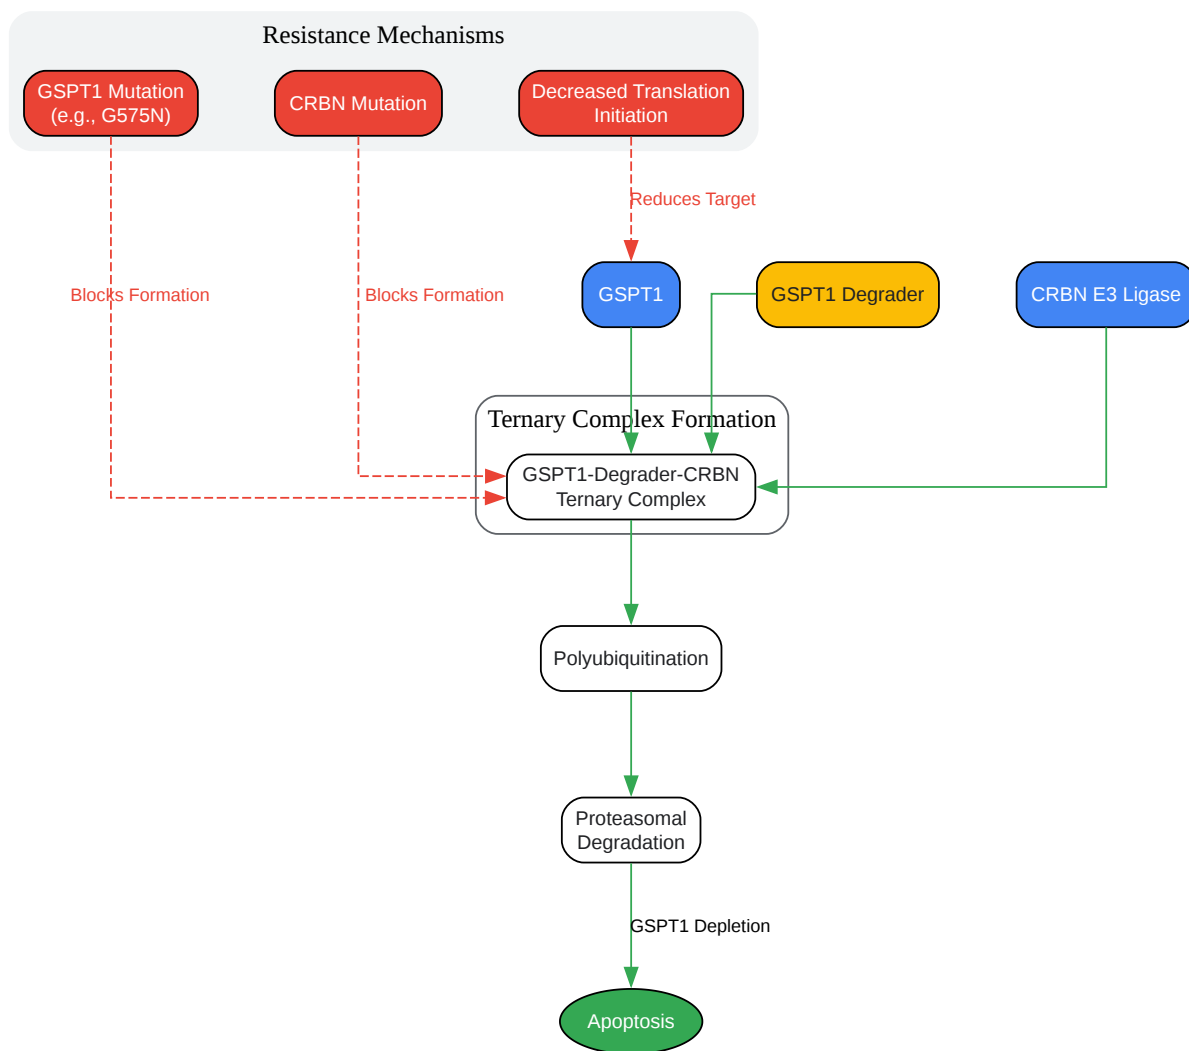 Resistance Mechanisms
GSPT1 Mutation
(e.g., G575N)
CRBN Mutation
Decreased Translation
Initiation
Reduces Target
Blocks Formation
Blocks Formation
GSPT1
GSPT1 Degrader
CRBN E3 Ligase
Ternary Complex Formation
GSPT1-Degrader-CRBN
Ternary Complex
Polyubiquitination
Proteasomal
Degradation
GSPT1 Depletion
Apoptosis